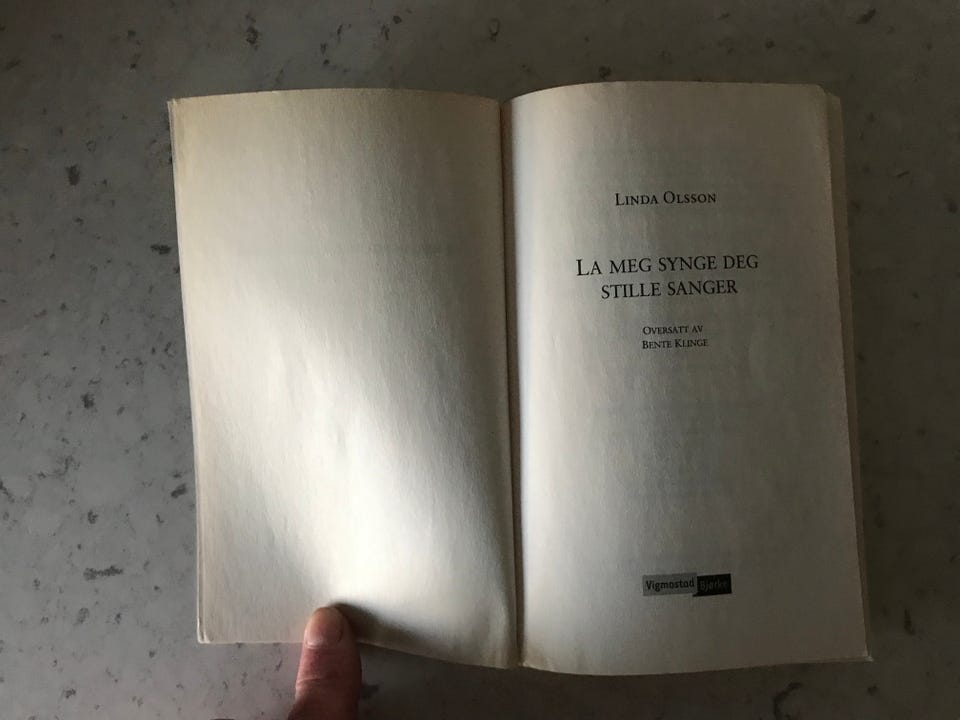 LINDA OLSSON
LA MEG SYNGE DEG
STILLE SANGER
OVERSATT AV
BENTE KLINGE
Vigmostad Bjørke